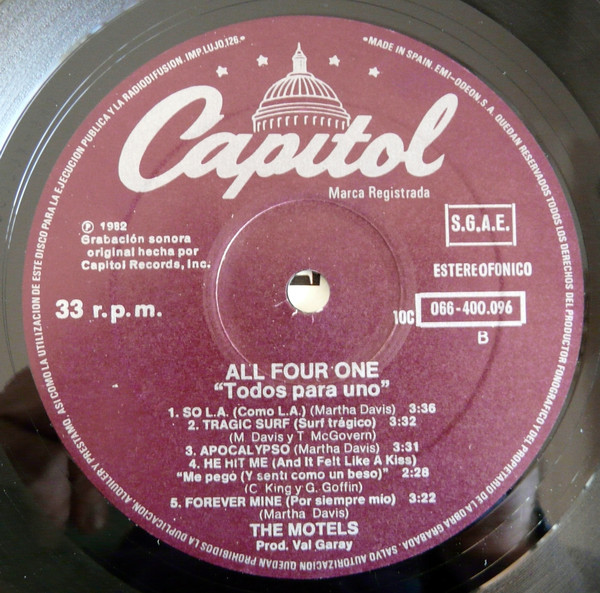 AUTORIZACION QUEDAN PROHIBIDOS LA DUPLICACION, ALQUILER Y PRESTAMO, ASI COMO LA UTILIZACION DE ESTE DISCO PARA LA EJECUCION PUBLICA Y LA RADIODIFUSION. IMP. LUJO, 126.
MADE IN SPAIN. EMI-ODEON, S.A. QUEDAN RESERVADOS TODOS LOS DERECHOS DEL PRODUCTOR FONOGRAFICO Y DEL PROPIETARIO DE LA OBRA GRABADA. SALVO
Capitol
Marca Registrada
℗ 1982
Grabación sonora
original hecha por
Capitol Records, Inc.
S.G.A.E.
ESTEREOFONICO
33 r.p.m.
10C 066-400.096
B
ALL FOUR ONE
“Todos para uno”
1. SO L.A. (Como L.A.) (Martha Davis) 3:36
2. TRAGIC SURF (Surf trágico) 3:32
(M Davis y T McGovern)
3. APOCALYPSO (Martha Davis) 3:31
4. HE HIT ME (And It Felt Like A Kiss)
“Me pegó (Y sentí como un beso)” 2:28
(C King y G. Goffin)
5. FOREVER MINE (Por siempre mío) 3:22
(Martha Davis)
THE MOTELS
Prod. Val Garay